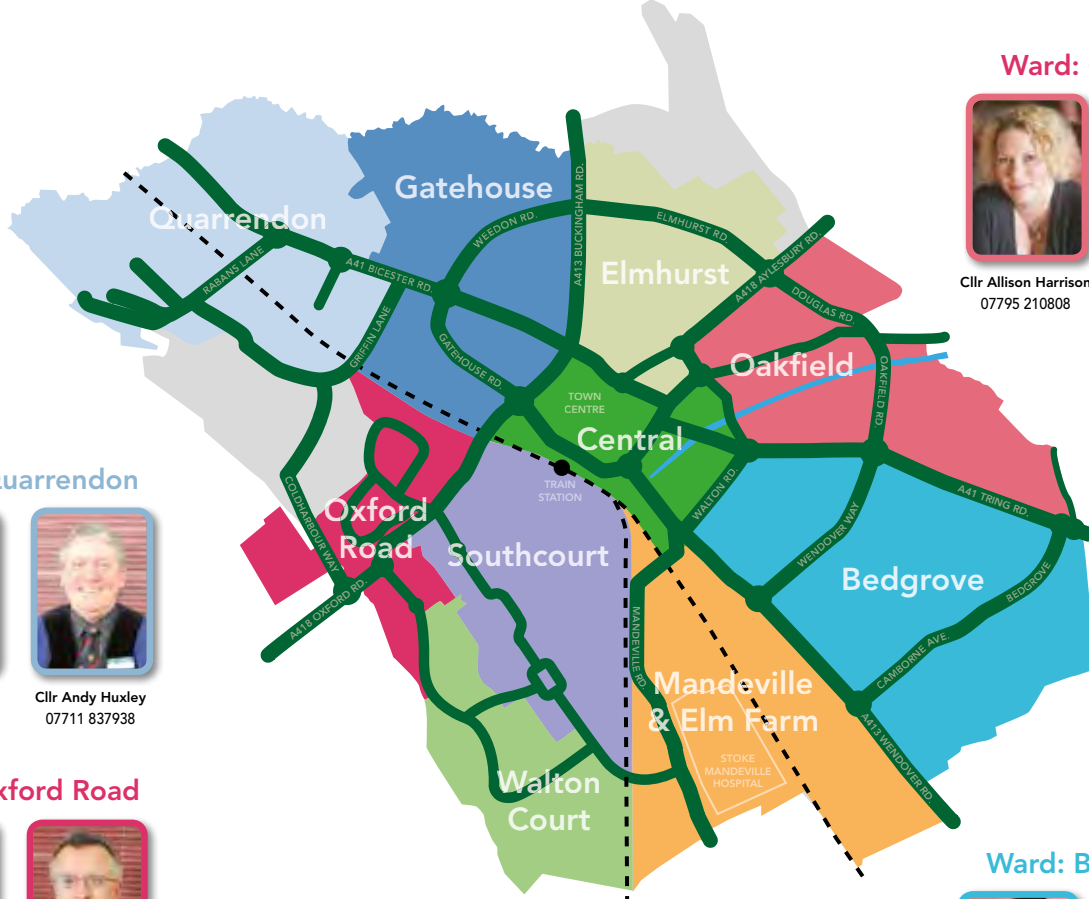 Ward:
Cllr Allison Harrison
07795 210808
Gatehouse
Quarrendon
Elmhurst
Oakfield
TOWN
CENTRE
Central
TRAIN
STATION
Oxford
Road
Southcourt
Bedgrove
Mandeville
& Elm Farm
STOKE
MANDEVILLE
HOSPITAL
Walton
Court
WEEDON RD.
A413 BUCKINGHAM RD.
ELMHURST RD.
A418 AYLESBURY RD.
DOUGLAS RD
OAKFIELD RD.
RABANS LANE
A41 BICESTER RD.
GRIFFIN LANE
GATEHOUSE RD.
COLDHARBOUR WAY
A418 OXFORD RD.
WALTON RD.
A41 TRING RD.
WENDOVER WAY
BEDGROVE
CAMBORNE AVE.
MANDEVILLE RD.
A413 WENDOVER RD.
uarrendon
Cllr Andy Huxley
07711 837938
xford Road
Ward: B